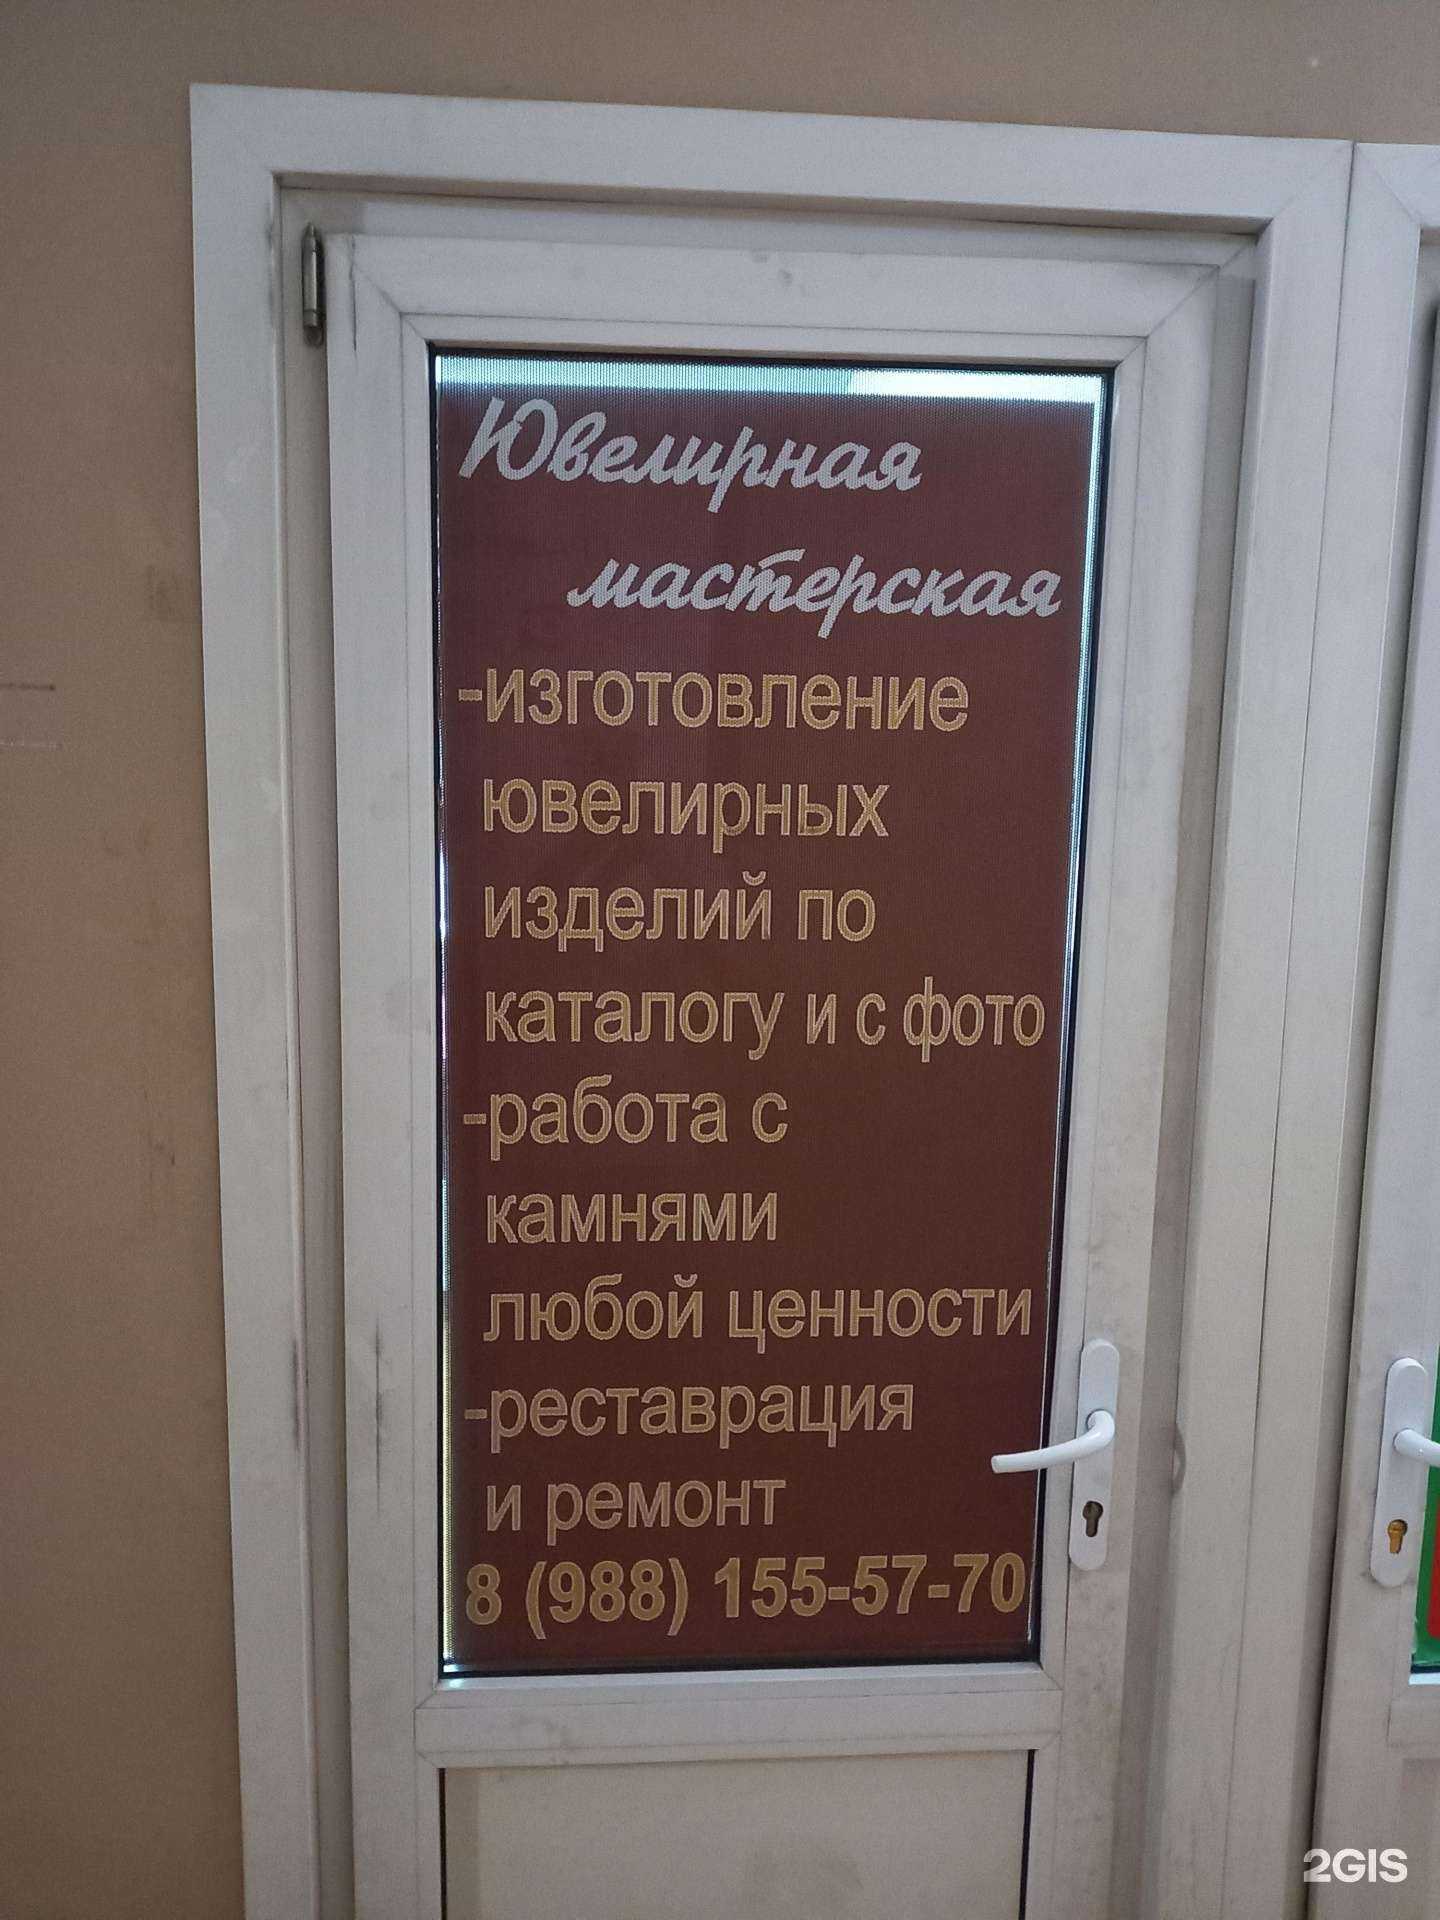 Ювелирная
мастерская
-изготовление
ювелирных
изделий по
каталогу и с фото
-работа с
камнями
любой ценности
-реставрация
и ремонт
8 (988) 155-57-70
2GIS